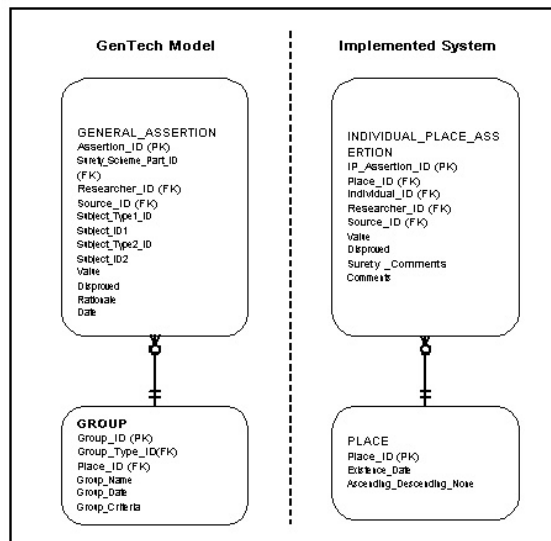 GenTech Model
GENERAL_ASSERTION
Assertion_ID (PK)
Surety_Scheme_Part_ID
(FK)
Researcher_ID (FK)
Source_ID (FK)
Subject_Type1_ID
Subject_ID1
Subject_Type2_ID
Subject_ID2
Value
Disproved
Rationale
Date
GROUP
Group_ID (PK)
Group_Type_ID(FK)
Place_ID (FK)
Group_Name
Group_Date
Group_Criteria
Implemented System
INDIVIDUAL_PLACE_ASS
ERTION
IP_Assertion_ID (PK)
Place_ID (FK)
Individual_ID (FK)
Researcher_ID (FK)
Source_ID (FK)
Value
Disproved
Surety _Comments
Comments
PLACE
Place_ID (PK)
Existence_Date
Ascending_Descending_None